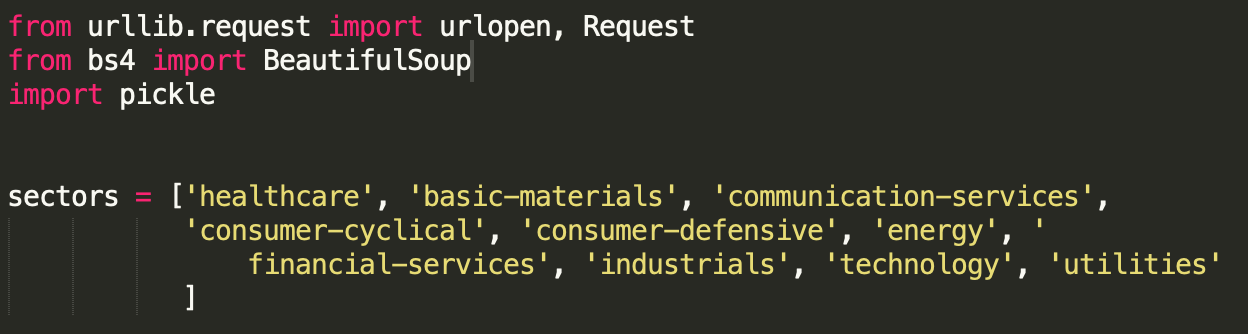 from urllib.request import urlopen, Request
from bs4 import BeautifulSoup
import pickle
sectors = ['healthcare', 'basic-materials', 'communication-services',
'consumer-cyclical', 'consumer-defensive', 'energy', '
financial-services', 'industrials', 'technology', 'utilities'
]